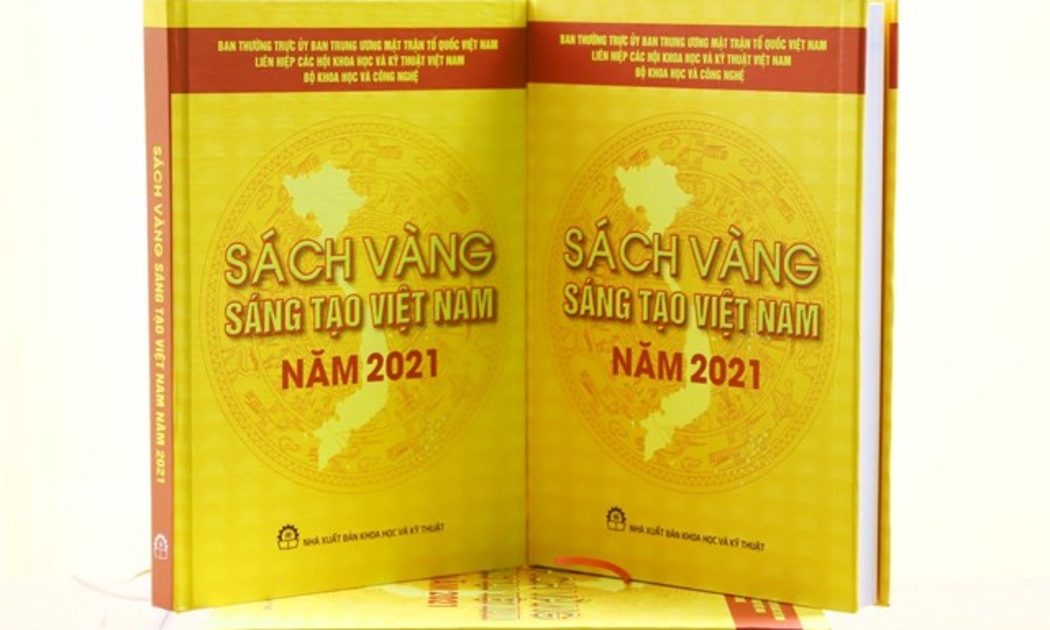 BAN THƯỜNG TRỰC ỦY BAN TRUNG ƯƠNG MẶT TRẬN TỔ QUỐC VIỆT NAM
LIÊN HIỆP CÁC HỘI KHOA HỌC VÀ KỸ THUẬT VIỆT NAM
BỘ KHOA HỌC VÀ CÔNG NGHỆ
SÁCH VÀNG
SÁNG TẠO VIỆT NAM
NĂM 2021
NHÀ XUẤT BẢN KHOA HỌC VÀ KỸ THUẬT
SÁCH VÀNG SÁNG TẠO VIỆT NAM NĂM 2021
BAN THƯỜNG TRỰC ỦY BAN TRUNG ƯƠNG MẶT TRẬN TỔ QUỐC VIỆT NAM
LIÊN HIỆP CÁC HỘI KHOA HỌC VÀ KỸ THUẬT VIỆT NAM
BỘ KHOA HỌC VÀ CÔNG NGHỆ
SÁCH VÀNG
SÁNG TẠO VIỆT NAM
NĂM 2021
NHÀ XUẤT BẢN KHOA HỌC VÀ KỸ THUẬT